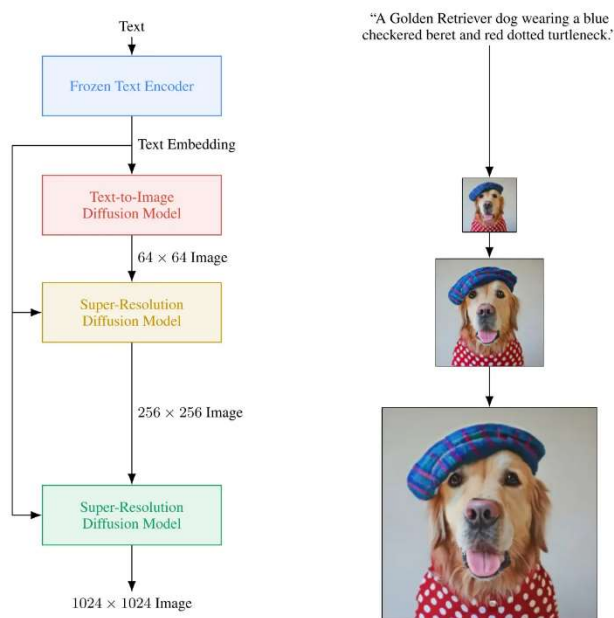 Text
Frozen Text Encoder
Text Embedding
Text-to-Image
Diffusion Model
64 × 64 Image
Super-Resolution
Diffusion Model
256 × 256 Image
Super-Resolution
Diffusion Model
1024 × 1024 Image
“A Golden Retriever dog wearing a blue
checkered beret and red dotted turtleneck.”